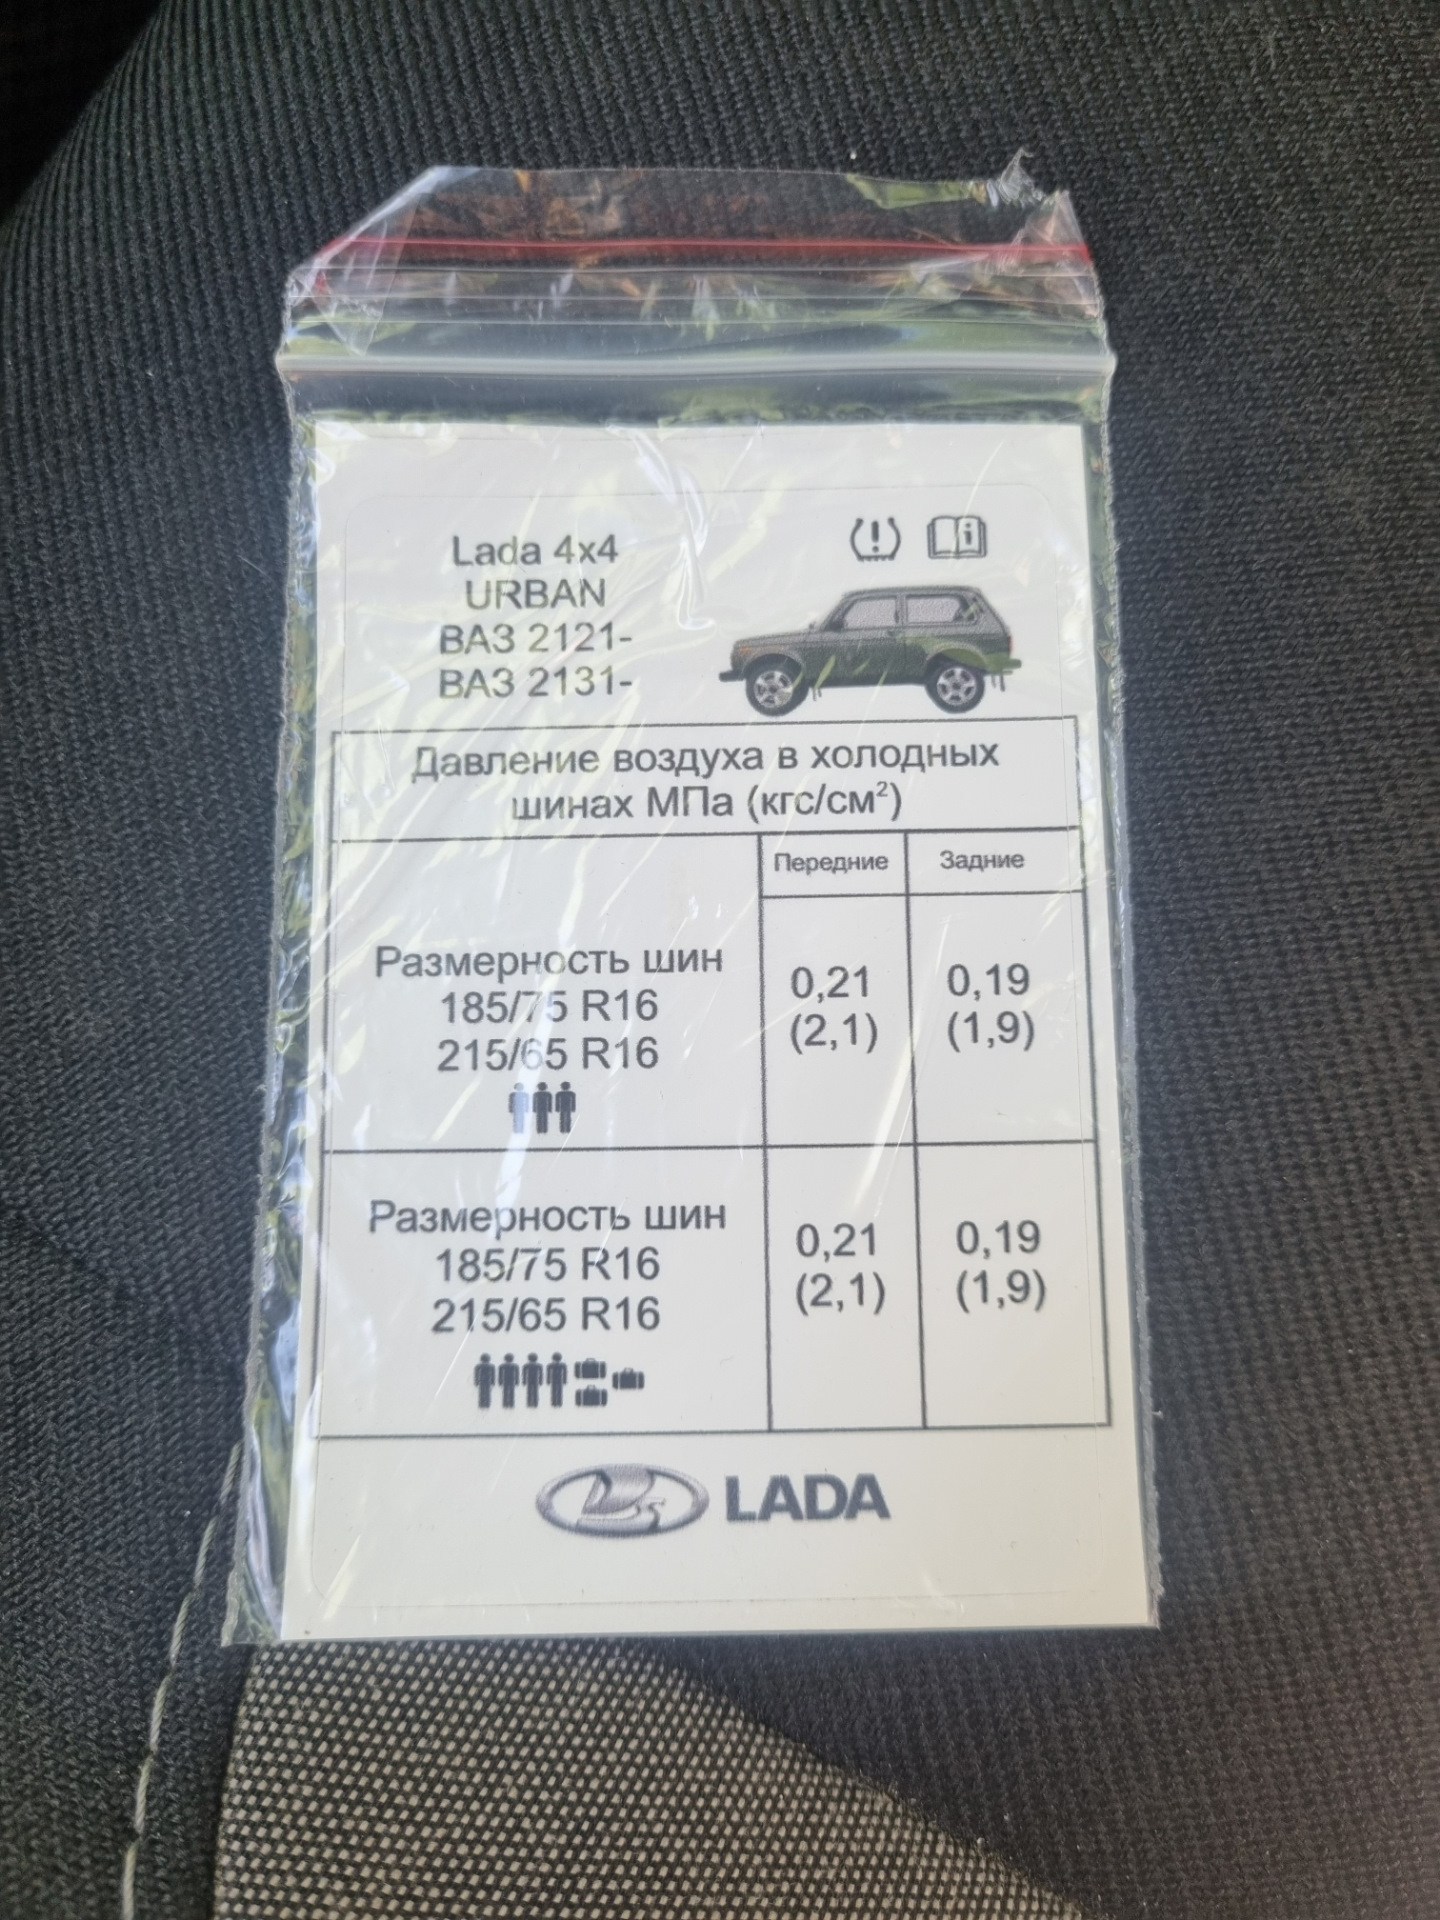 Lada 4x4
URBAN
ВАЗ 2121-
ВАЗ 2131-
Давление воздуха в холодных
шинах МПа (кгс/см²)
Передние
Задние
Размерность шин
185/75 R16
215/65 R16
0,21
(2,1)
0,19
(1,9)
Размерность шин
185/75 R16
215/65 R16
0,21
(2,1)
0,19
(1,9)
LADA